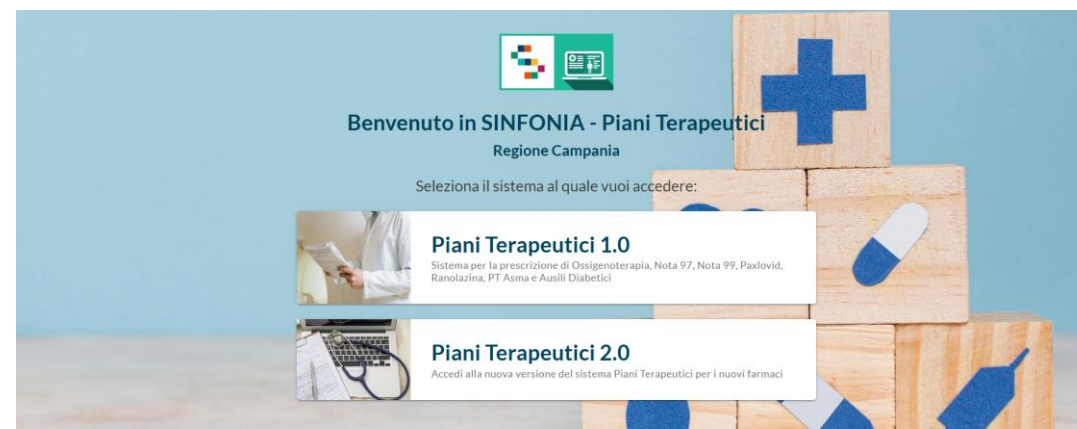 Benvenuto in SINFONIA - Piani Terapeutici
Regione Campania
Seleziona il sistema al quale vuoi accedere:
Piani Terapeutici 1.0
Sistema per la prescrizione di Ossigenoterapia, Nota 97, Nota 99, Paxlovid,
Ranolazina, PT Asma e Ausili Diabetici
Piani Terapeutici 2.0
Accedi alla nuova versione del sistema Piani Terapeutici per i nuovi farmaci